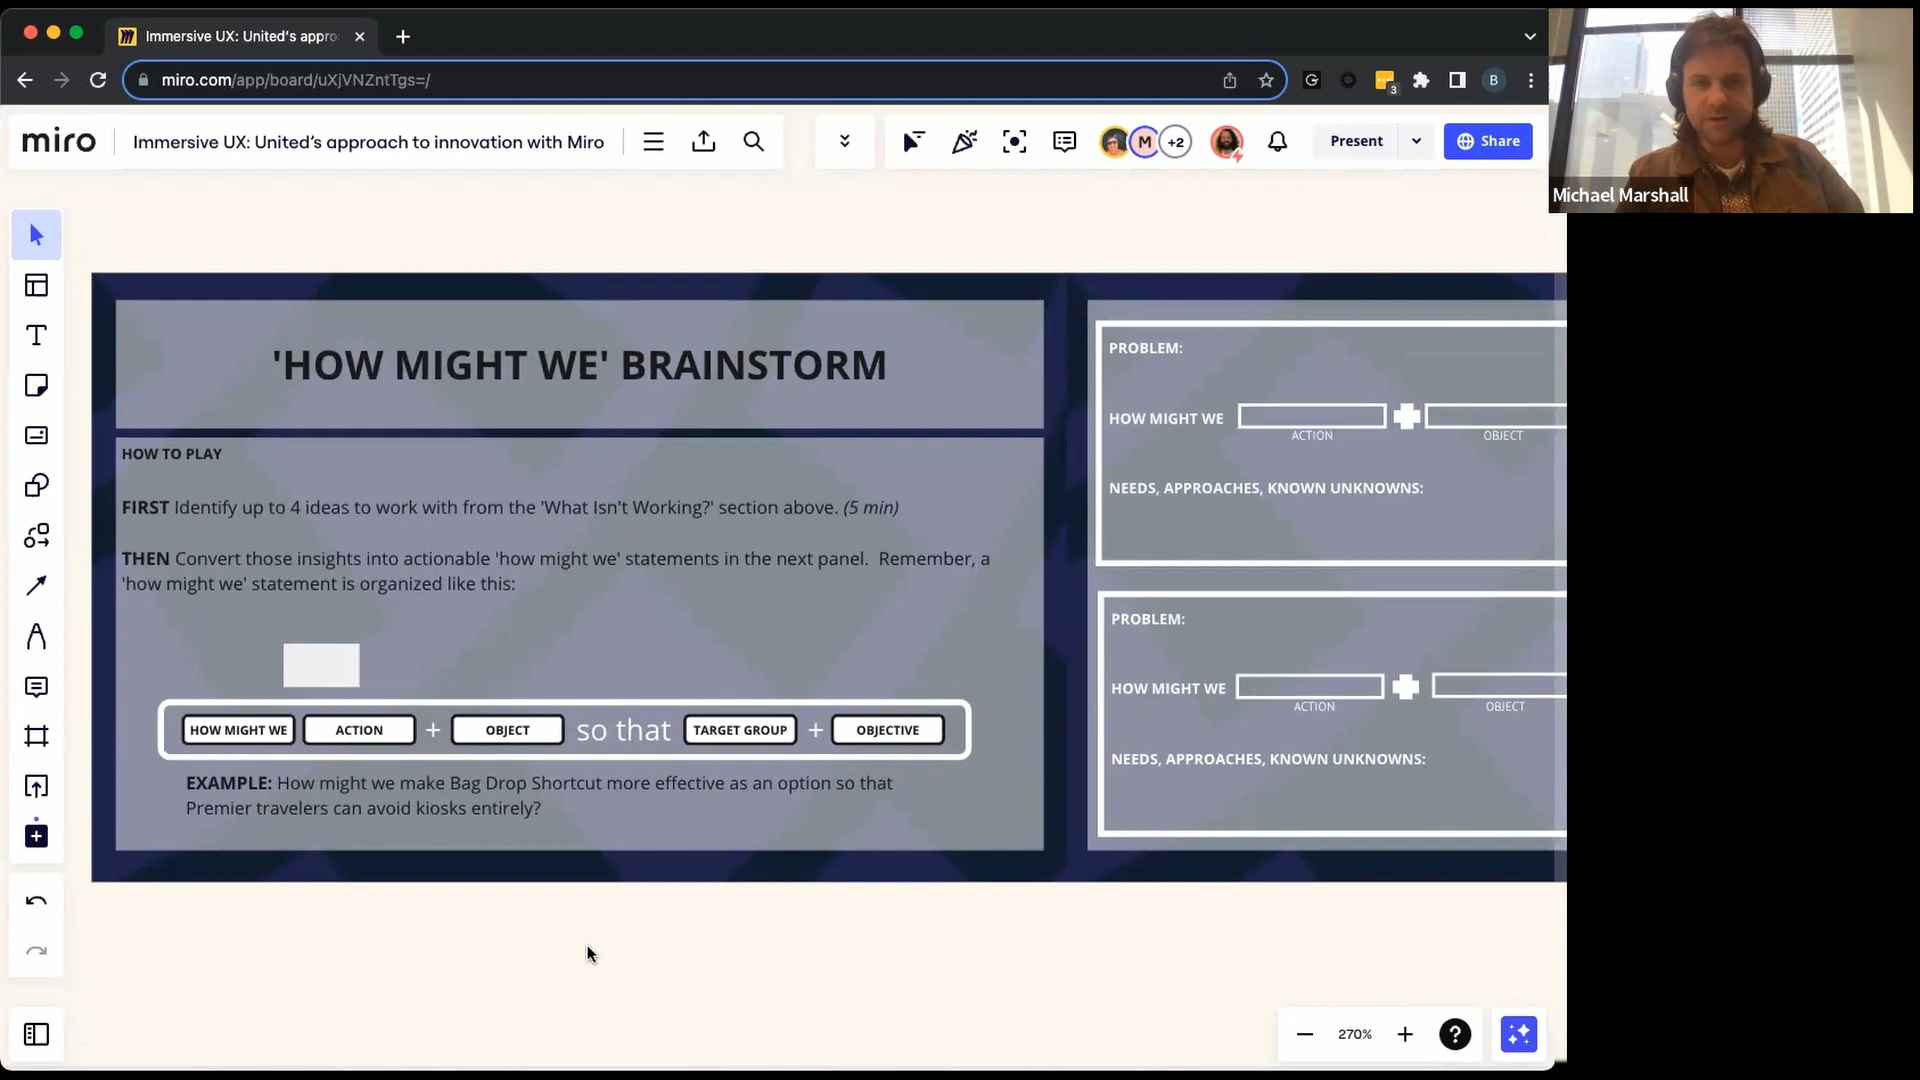 Immersive UX: United's appro
miro.com/app/board/uXjVNZntTgs=/
G
3
B
Michael Marshall
miro
Immersive UX: United's approach to innovation with Miro
M
+2
Present
Share
'HOW MIGHT WE' BRAINSTORM
HOW TO PLAY
FIRST Identify up to 4 ideas to work with from the 'What Isn't Working?' section above. (5 min)
THEN Convert those insights into actionable 'how might we' statements in the next panel. Remember, a
'how might we' statement is organized like this:
HOW MIGHT WE ACTION + OBJECT so that TARGET GROUP + OBJECTIVE
EXAMPLE: How might we make Bag Drop Shortcut more effective as an option so that
Premier travelers can avoid kiosks entirely?
PROBLEM:
HOW MIGHT WE
ACTION OBJECT
NEEDS, APPROACHES, KNOWN UNKNOWNS:
PROBLEM:
HOW MIGHT WE
ACTION OBJECT
NEEDS, APPROACHES, KNOWN UNKNOWNS:
270%
?